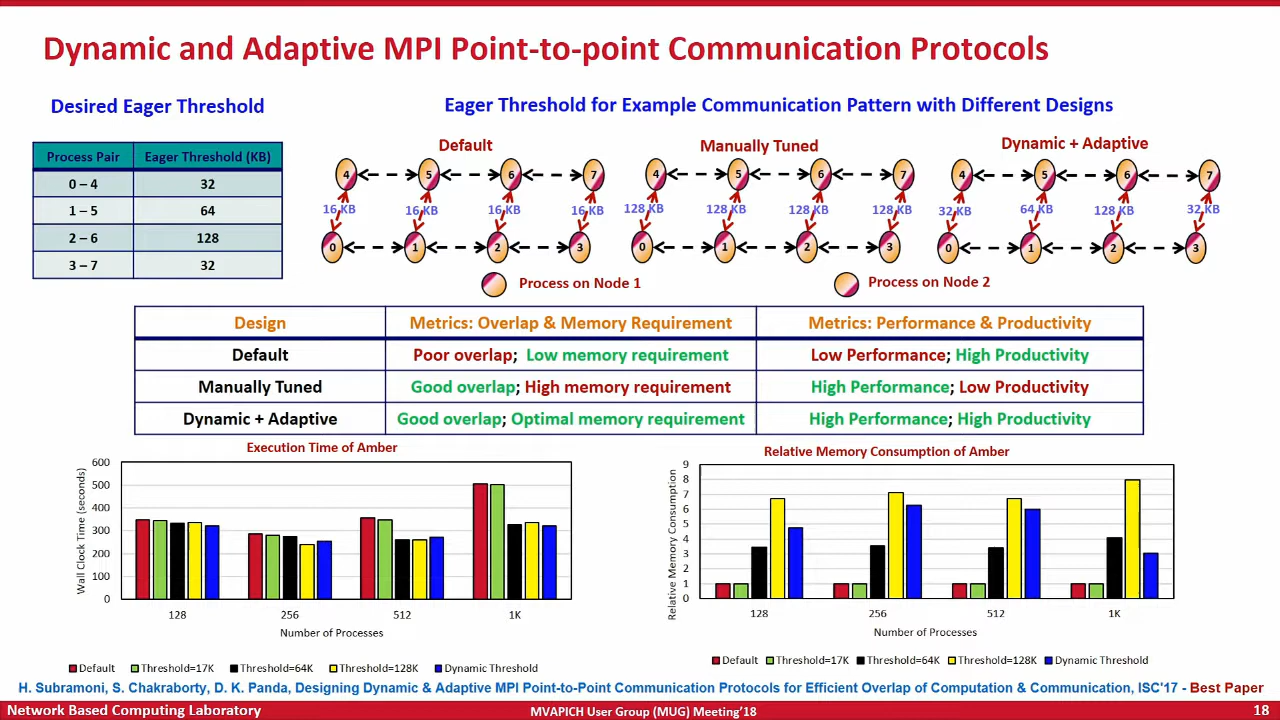 Dynamic and Adaptive MPI Point-to-point Communication Protocols
Desired Eager Threshold
Eager Threshold for Example Communication Pattern with Different Designs
Process Pair Eager Threshold (KB)
0 – 4 32
1 – 5 64
2 – 6 128
3 – 7 32
Default
4 5 6 7
16 KB 16 KB 16 KB 16 KB
0 1 2 3
Manually Tuned
4 5 6 7
128 KB 128 KB 128 KB 128 KB
0 1 2 3
Dynamic + Adaptive
4 5 6 7
32 KB 64 KB 128 KB 32 KB
0 1 2 3
Process on Node 1
Process on Node 2
Design Metrics: Overlap & Memory Requirement Metrics: Performance & Productivity
Default Poor overlap; Low memory requirement Low Performance; High Productivity
Manually Tuned Good overlap; High memory requirement High Performance; Low Productivity
Dynamic + Adaptive Good overlap; Optimal memory requirement High Performance; High Productivity
Execution Time of Amber
Wall Clock Time (seconds)
600
500
400
300
200
100
0
128 256 512 1K
Number of Processes
Default Threshold=17K Threshold=64K Threshold=128K Dynamic Threshold
Relative Memory Consumption of Amber
Relative Memory Consumption
9
8
7
6
5
4
3
2
1
0
128 256 512 1K
Number of Processes
Default Threshold=17K Threshold=64K Threshold=128K Dynamic Threshold
H. Subramoni, S. Chakraborty, D. K. Panda, Designing Dynamic & Adaptive MPI Point-to-Point Communication Protocols for Efficient Overlap of Computation & Communication, ISC'17 - Best Paper
Network Based Computing Laboratory MVAPICH User Group (MUG) Meeting'18 18